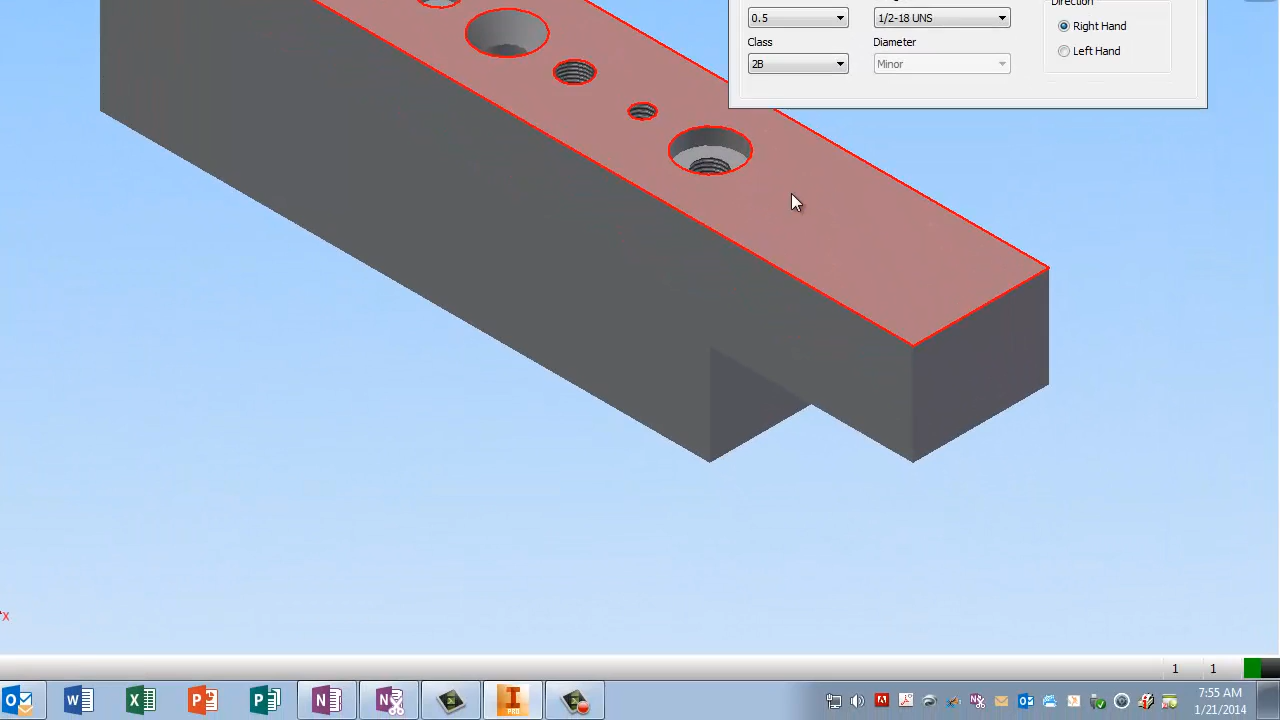 Direction
0.5
1/2-18 UNS
Right Hand
Class
Diameter
Left Hand
2B
Minor
X
1
1
7:55 AM
1/21/2014